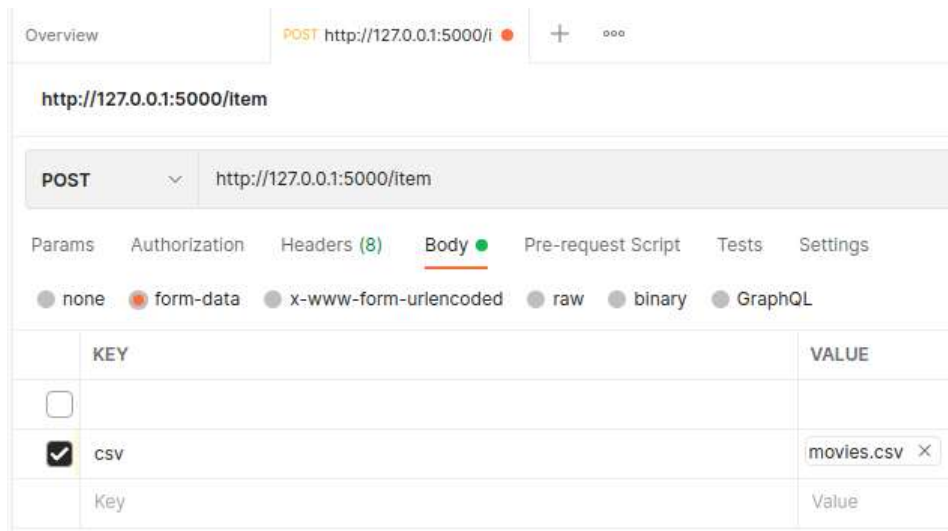 Overview POST http://127.0.0.1:5000/i
http://127.0.0.1:5000/item
POST http://127.0.0.1:5000/item
Params Authorization Headers (8) Body Pre-request Script Tests Settings
none form-data x-www-form-urlencoded raw binary GraphQL
KEY VALUE
csv movies.csv
Key Value